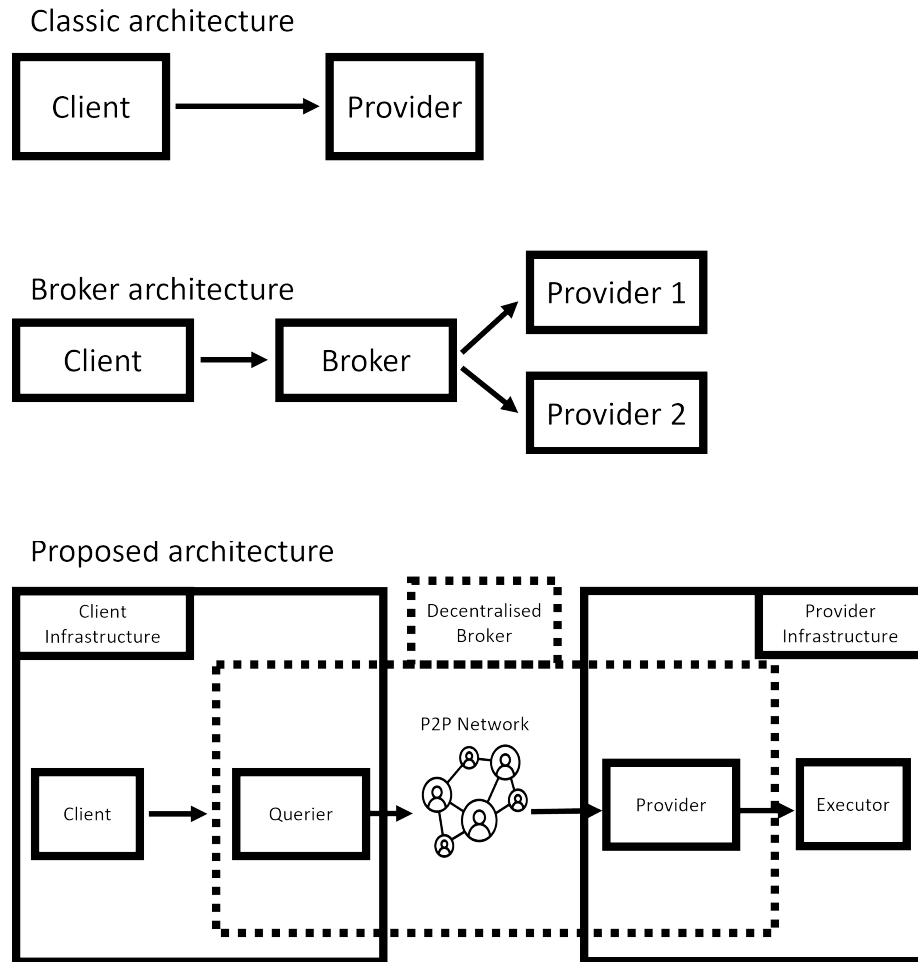 Classic architecture
Client
Provider
Broker architecture
Provider 1
Client
Broker
Provider 2
Proposed architecture
Client
Infrastructure
Decentralised
Broker
Provider
Infrastructure
P2P Network
Client
Querier
Provider
Executor